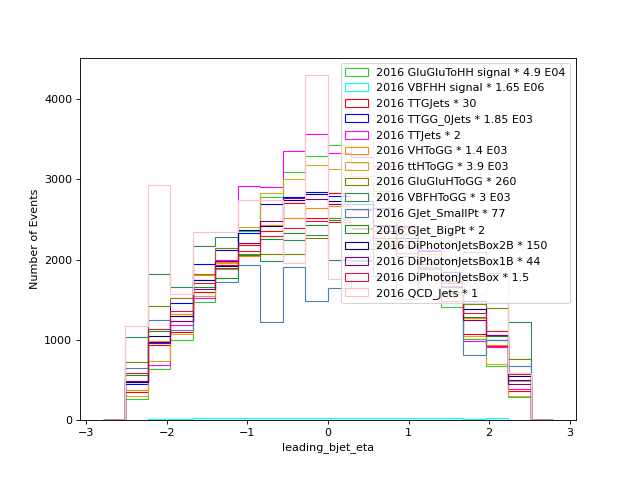 2016 GluGluToHH signal * 4.9 E04
2016 VBFHH signal * 1.65 E06
2016 TTGJets * 30
2016 TTGG_0Jets * 1.85 E03
2016 TTJets * 2
2016 VHToGG * 1.4 E03
2016 ttHToGG * 3.9 E03
2016 GluGluHToGG * 260
2016 VBFHToGG * 3 E03
2016 GJet_SmallPt * 77
2016 GJet_BigPt * 2
2016 DiPhotonJetsBox2B * 150
2016 DiPhotonJetsBox1B * 44
2016 DiPhotonJetsBox * 1.5
2016 QCD_Jets * 1
Number of Events
4000
3000
2000
1000
0
−3 −2 −1 0 1 2 3
leading_bjet_eta